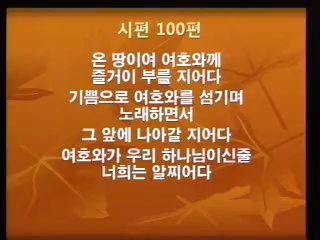 시편 100편
온 땅이여 여호와께
즐거이 부를 지어다
기쁨으로 여호와를 섬기며
노래하면서
그 앞에 나아갈 지어다
여호와가 우리 하나님이신줄
너희는 알찌어다